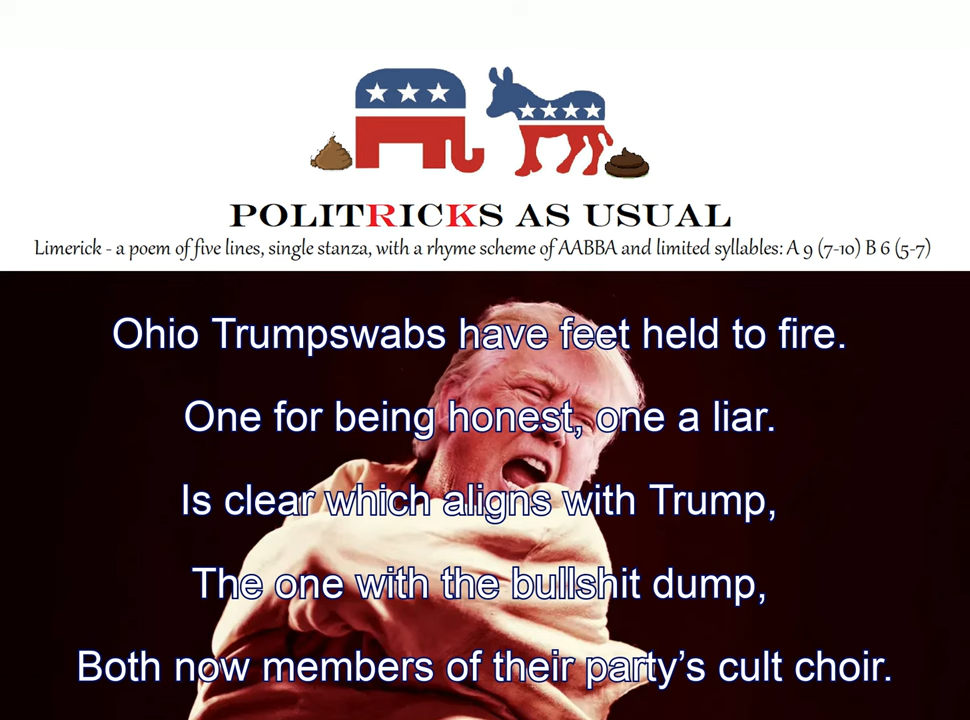 POLITRICKS AS USUAL
Limerick - a poem of five lines, single stanza, with a rhyme scheme of AABBA and limited syllables: A 9 (7-10) B 6 (5-7)
Ohio Trumpswabs have feet held to fire.
One for being honest, one a liar.
Is clear which aligns with Trump,
The one with the bullshit dump,
Both now members of their party’s cult choir.